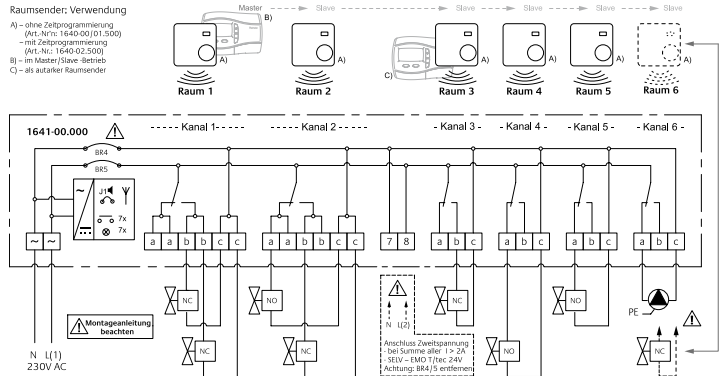 Raumsender: Verwendung
A) – ohne Zeitprogrammierung
(Art.-Nr'n: 1640-00/01.500)
– mit Zeitprogrammierung
(Art.-Nr.: 1640-02.500)
B) – im Master/Slave -Betrieb
C) – als autarker Raumsender
Master Slave Slave Slave Slave Slave
B)
A) A) A) A) A) A)
C)
Raum 1 Raum 2 Raum 3 Raum 4 Raum 5 Raum 6
1641-00.000
Kanal 1 Kanal 2 Kanal 3 Kanal 4 Kanal 5 Kanal 6
BR4
BR5
J1
7x
7x
~ ~ a a b b c c a a b b c c 7 8 a b c a b c a b c a b c
NC NO NC NO
PE
N L(2)
Montageanleitung
beachten
Anschluss Zweitspannung
- bei Summe aller I > 2A
- SELV – EMO T/tec 24V
Achtung: BR4/5 entfernen
N L(1)
230V AC
NC NO NO NC